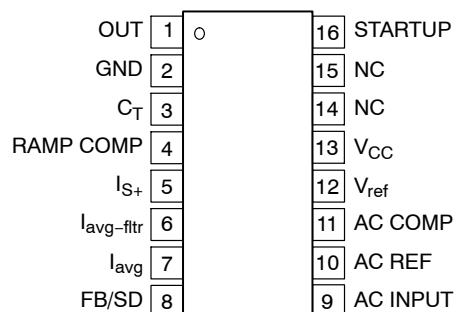 OUT 1 16 STARTUP
GND 2 15 NC
CT 3 14 NC
RAMP COMP 4 13 VCC
IS+ 5 12 Vref
Iavg−fltr 6 11 AC COMP
Iavg 7 10 AC REF
FB/SD 8 9 AC INPUT